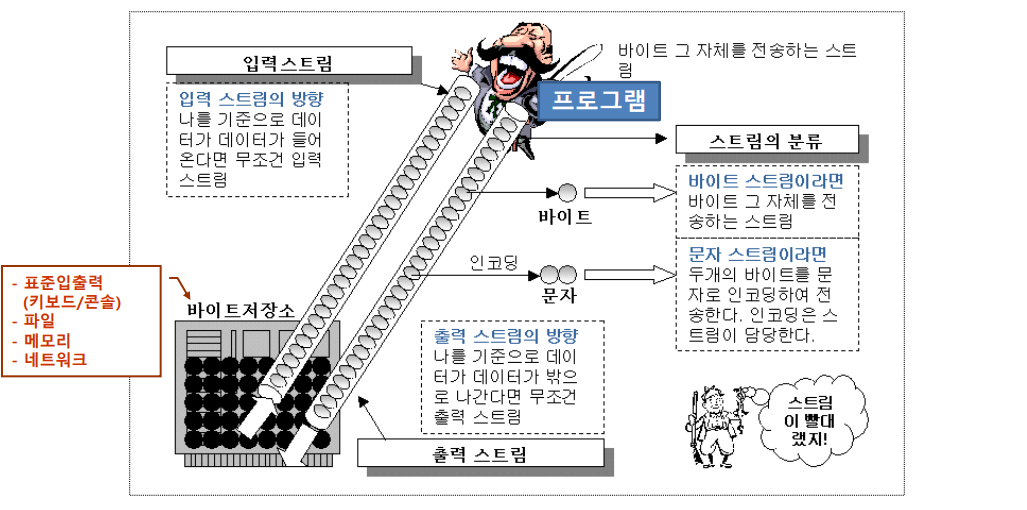 입력스트림
바이트 그 자체를 전송하는 스트
림
입력 스트림의 방향
나를 기준으로 데이
터가 데이터가 들어
온다면 무조건 입력
스트림
프로그램
스트림의 분류
바이트 스트림이라면
바이트 그 자체를 전
송하는 스트림
바이트
문자 스트림이라면
두개의 바이트를 문
자로 인코딩하여 전
송한다. 인코딩은 스
트림이 담당한다.
인코딩
문자
- 표준입출력
(키보드/콘솔)
- 파일
- 메모리
- 네트워크
바이트저장소
출력 스트림의 방향
나를 기준으로 데이
터가 데이터가 밖으
로 나간다면 무조건
출력 스트림
출력 스트림
스트림
이 빨대
랬지!